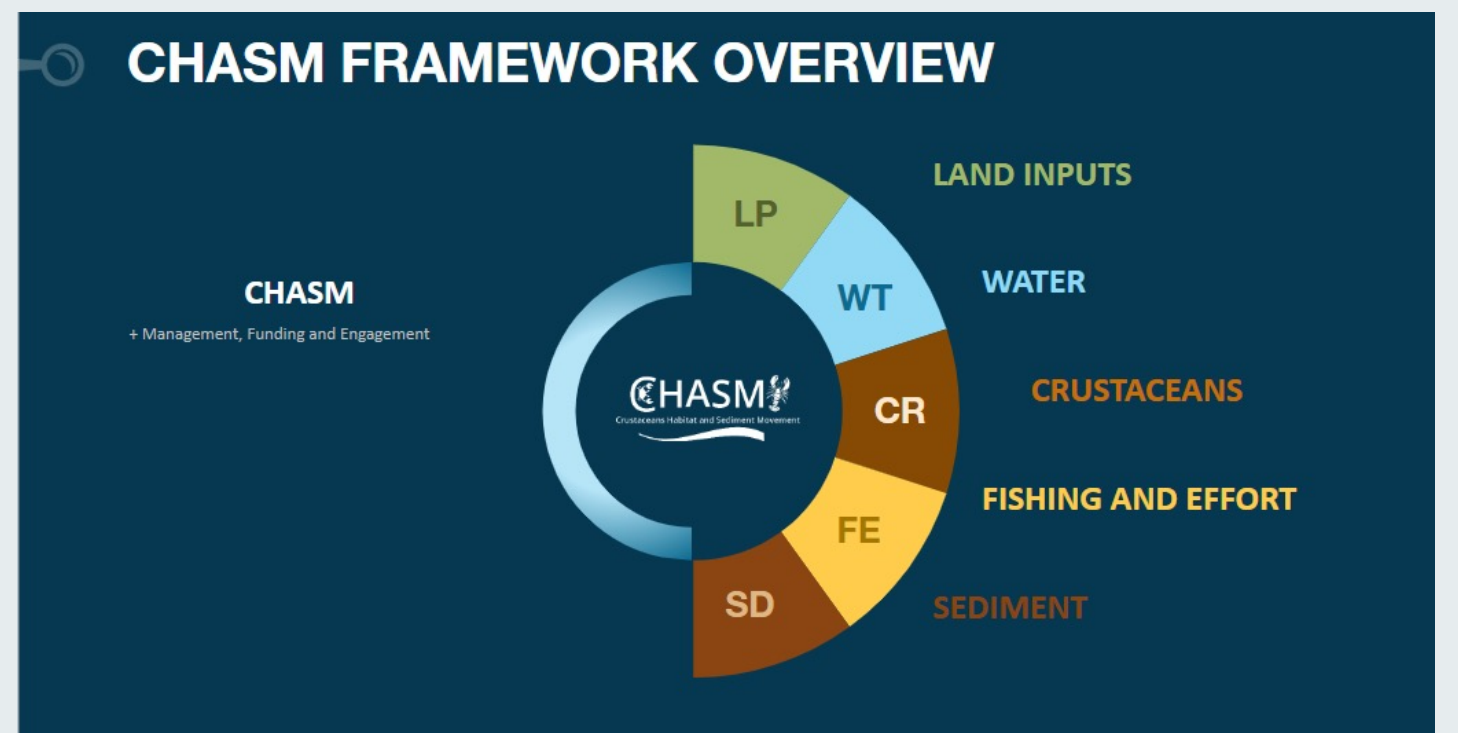 CHASM FRAMEWORK OVERVIEW
CHASM
+ Management, Funding and Engagement
CHASM
Crustaceans Habitat and Sediment Movement
LP
WT
CR
FE
SD
LAND INPUTS
WATER
CRUSTACEANS
FISHING AND EFFORT
SEDIMENT